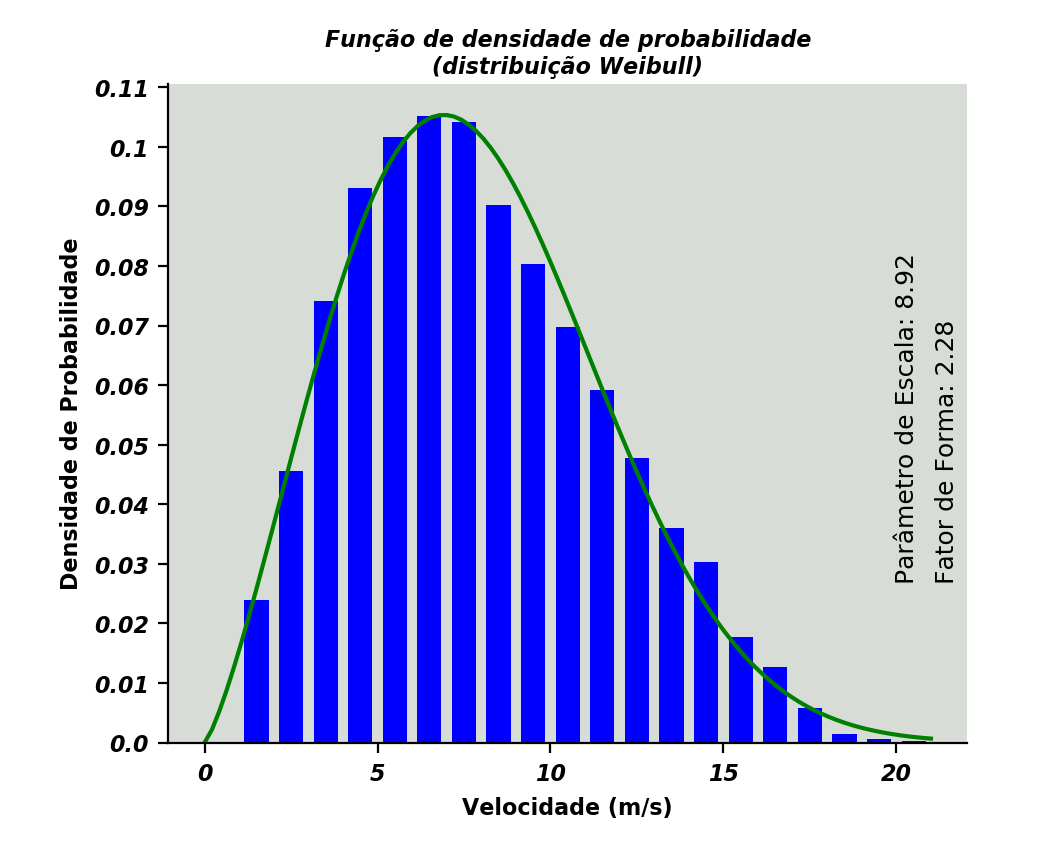 Função de densidade de probabilidade
(distribuição Weibull)
0.11
0.1
0.09
0.08
0.07
0.06
0.05
0.04
0.03
0.02
0.01
0.0
Densidade de Probabilidade
Parâmetro de Escala: 8.92
Fator de Forma: 2.28
0
5
10
15
20
Velocidade (m/s)